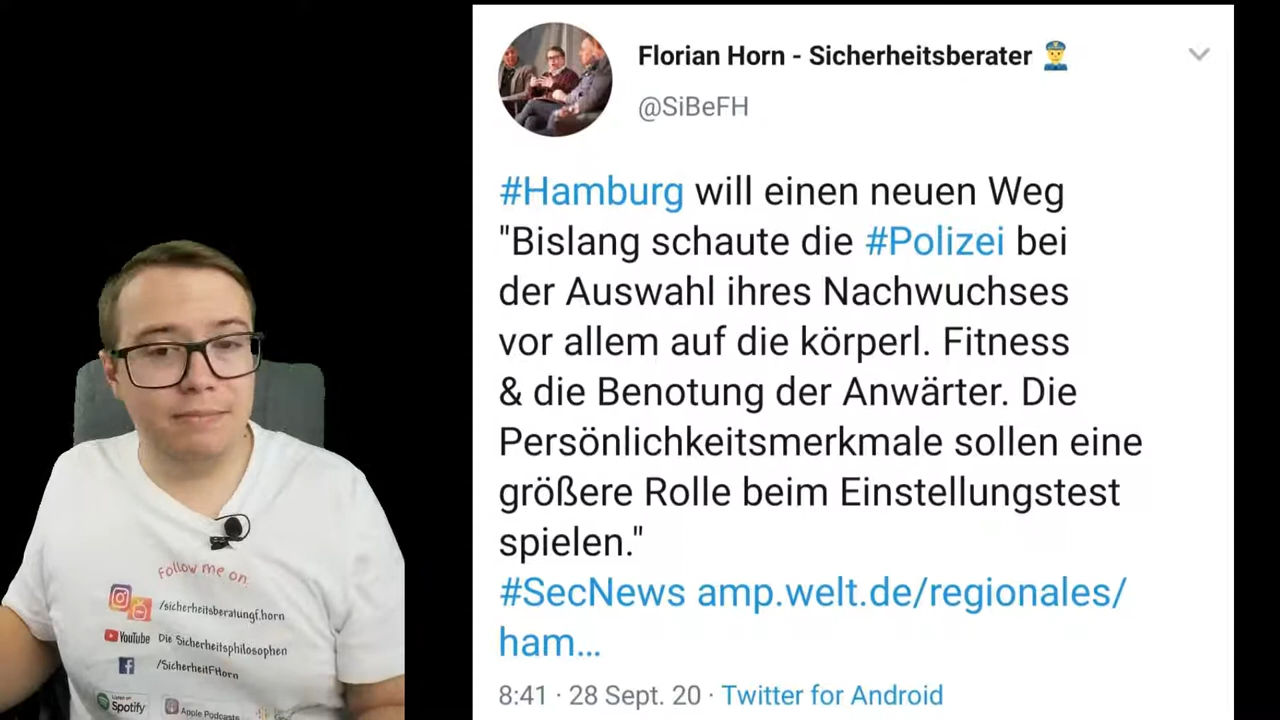 Florian Horn - Sicherheitsberater
@SiBeFH
#Hamburg will einen neuen Weg
"Bislang schaute die #Polizei bei
der Auswahl ihres Nachwuchses
vor allem auf die körperl. Fitness
& die Benotung der Anwärter. Die
Persönlichkeitsmerkmale sollen eine
größere Rolle beim Einstellungstest
spielen."
#SecNews amp.welt.de/regionales/
ham...
8:41 · 28 Sept. 20 · Twitter for Android
Follow me on:
/sicherheitsberatungf.horn
YouTube Die Sicherheitsphilosophen
/SicherheitFHorn
Listen on
Spotify
Apple Podcasts